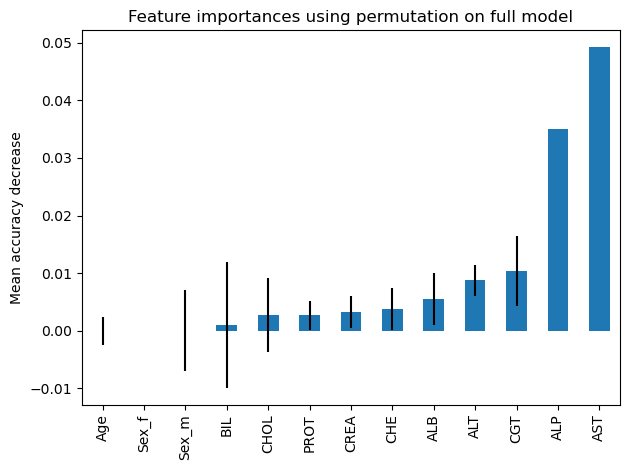 Feature importances using permutation on full model
Mean accuracy decrease
0.05
0.04
0.03
0.02
0.01
0.00
−0.01
Age
Sex_f
Sex_m
BIL
CHOL
PROT
CREA
CHE
ALB
ALT
CGT
ALP
AST